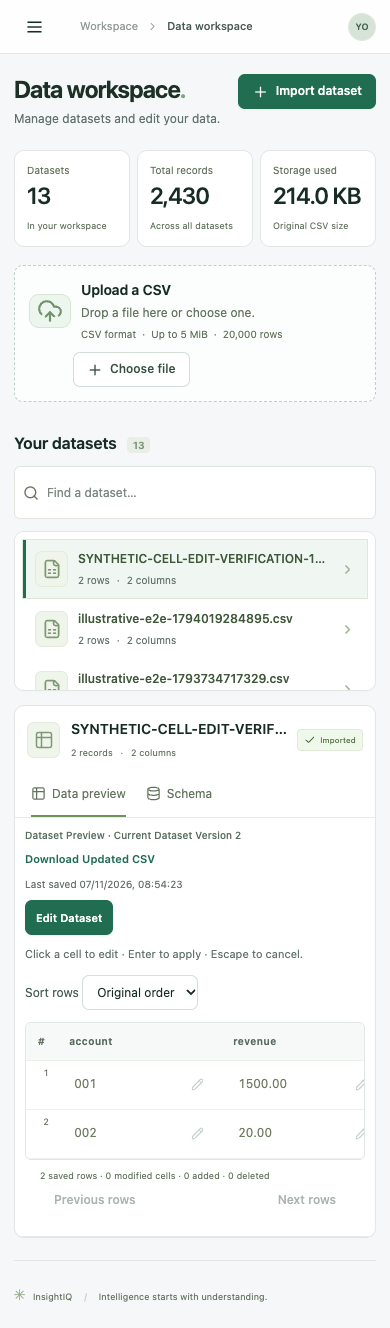 Workspace > Data workspace
YO
Data workspace.
Import dataset
Manage datasets and edit your data.
Datasets
13
In your workspace
Total records
2,430
Across all datasets
Storage used
214.0 KB
Original CSV size
Upload a CSV
Drop a file here or choose one.
CSV format · Up to 5 MiB · 20,000 rows
Choose file
Your datasets 13
Find a dataset...
SYNTHETIC-CELL-EDIT-VERIFICATION-1...
2 rows · 2 columns
illustrative-e2e-1794019284895.csv
2 rows · 2 columns
illustrative-e2e-1793734717329.csv
SYNTHETIC-CELL-EDIT-VERIF...
2 records · 2 columns
Imported
Data preview
Schema
Dataset Preview · Current Dataset Version 2
Download Updated CSV
Last saved 07/11/2026, 08:54:23
Edit Dataset
Click a cell to edit · Enter to apply · Escape to cancel.
Sort rows Original order
# account revenue
1 001 1500.00
2 002 20.00
2 saved rows · 0 modified cells · 0 added · 0 deleted
Previous rows Next rows
InsightIQ / Intelligence starts with understanding.